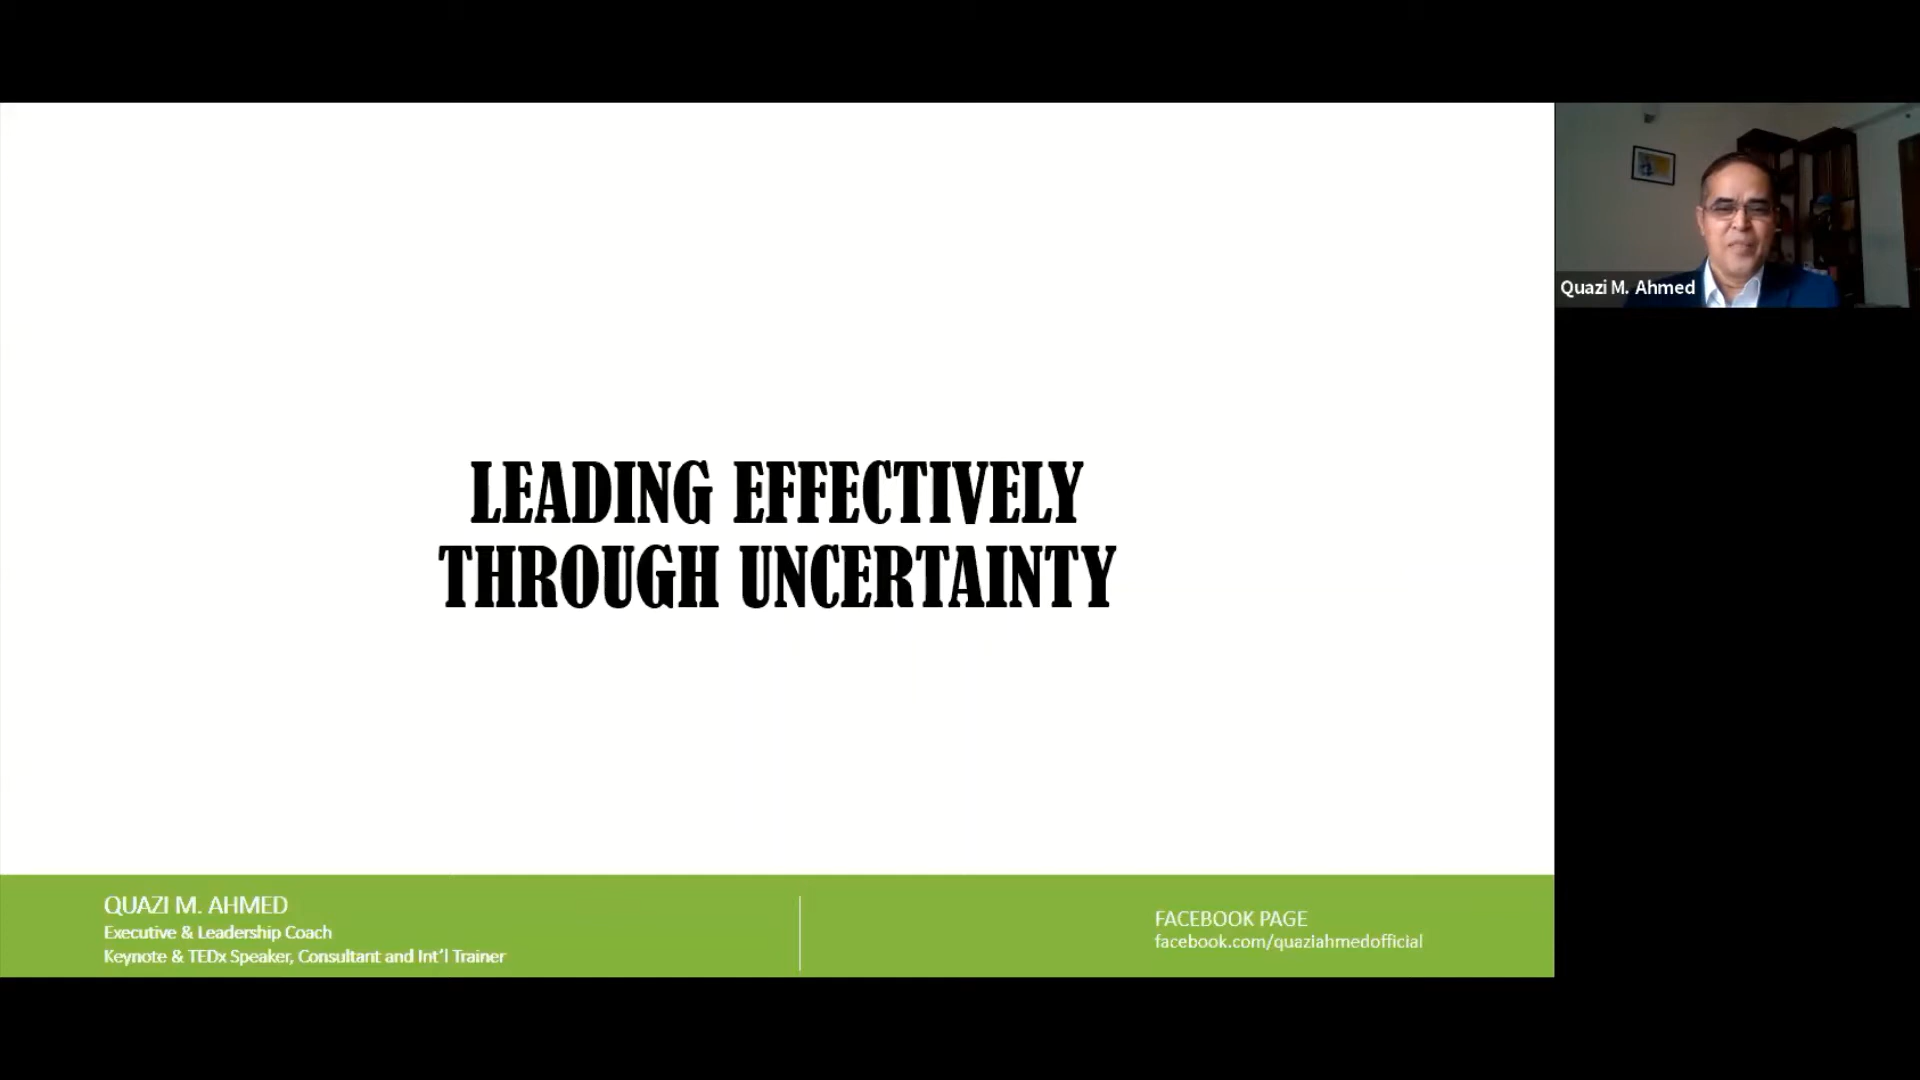 LEADING EFFECTIVELY
THROUGH UNCERTAINTY
Quazi M. Ahmed
QUAZI M. AHMED
Executive & Leadership Coach
Keynote & TEDx Speaker, Consultant and Int'l Trainer
FACEBOOK PAGE
facebook.com/quaziahmedofficial